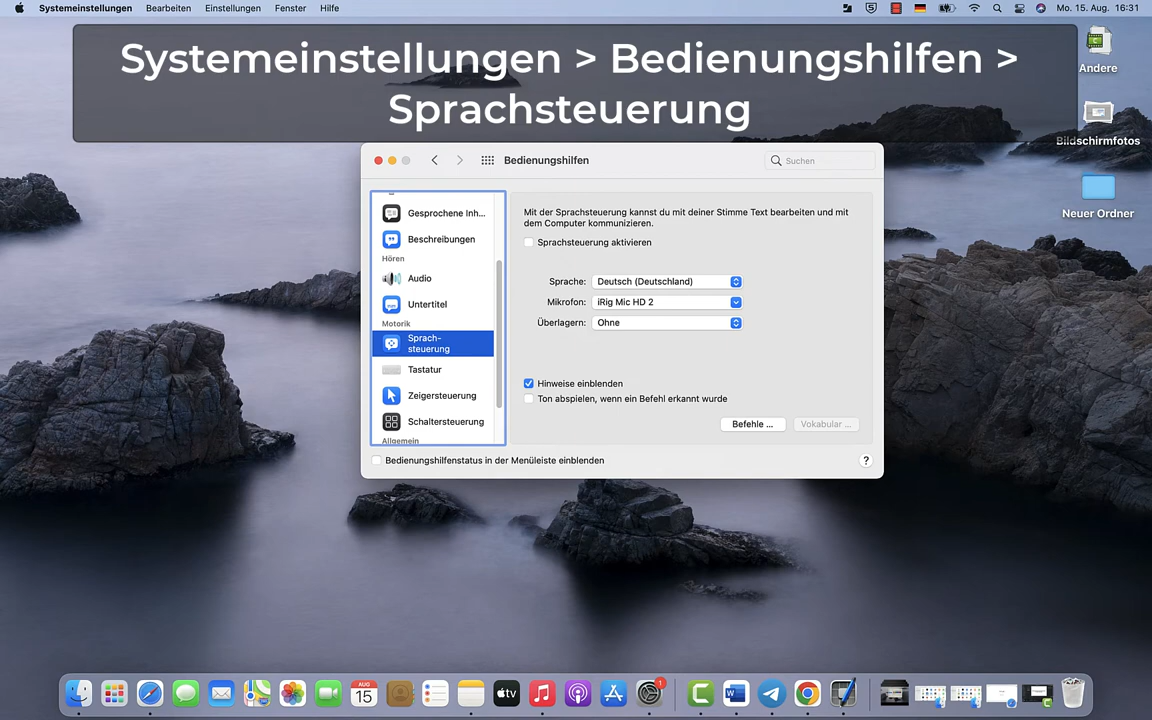 Systemeinstellungen Bearbeiten Einstellungen Fenster Hilfe
Mo. 15. Aug. 16:31
Systemeinstellungen > Bedienungshilfen >
Sprachsteuerung
Andere
Bildschirmfotos
Neuer Ordner
Bedienungshilfen
Suchen
Gesprochene Inh...
Beschreibungen
Hören
Audio
Untertitel
Motorik
Sprach-
steuerung
Tastatur
Zeigersteuerung
Schaltersteuerung
Allgemein
Mit der Sprachsteuerung kannst du mit deiner Stimme Text bearbeiten und mit
dem Computer kommunizieren.
Sprachsteuerung aktivieren
Sprache: Deutsch (Deutschland)
Mikrofon: iRig Mic HD 2
Überlagern: Ohne
Hinweise einblenden
Ton abspielen, wenn ein Befehl erkannt wurde
Befehle ... Vokabular ...
Bedienungshilfenstatus in der Menüleiste einblenden
?
AUG
15
tv
1